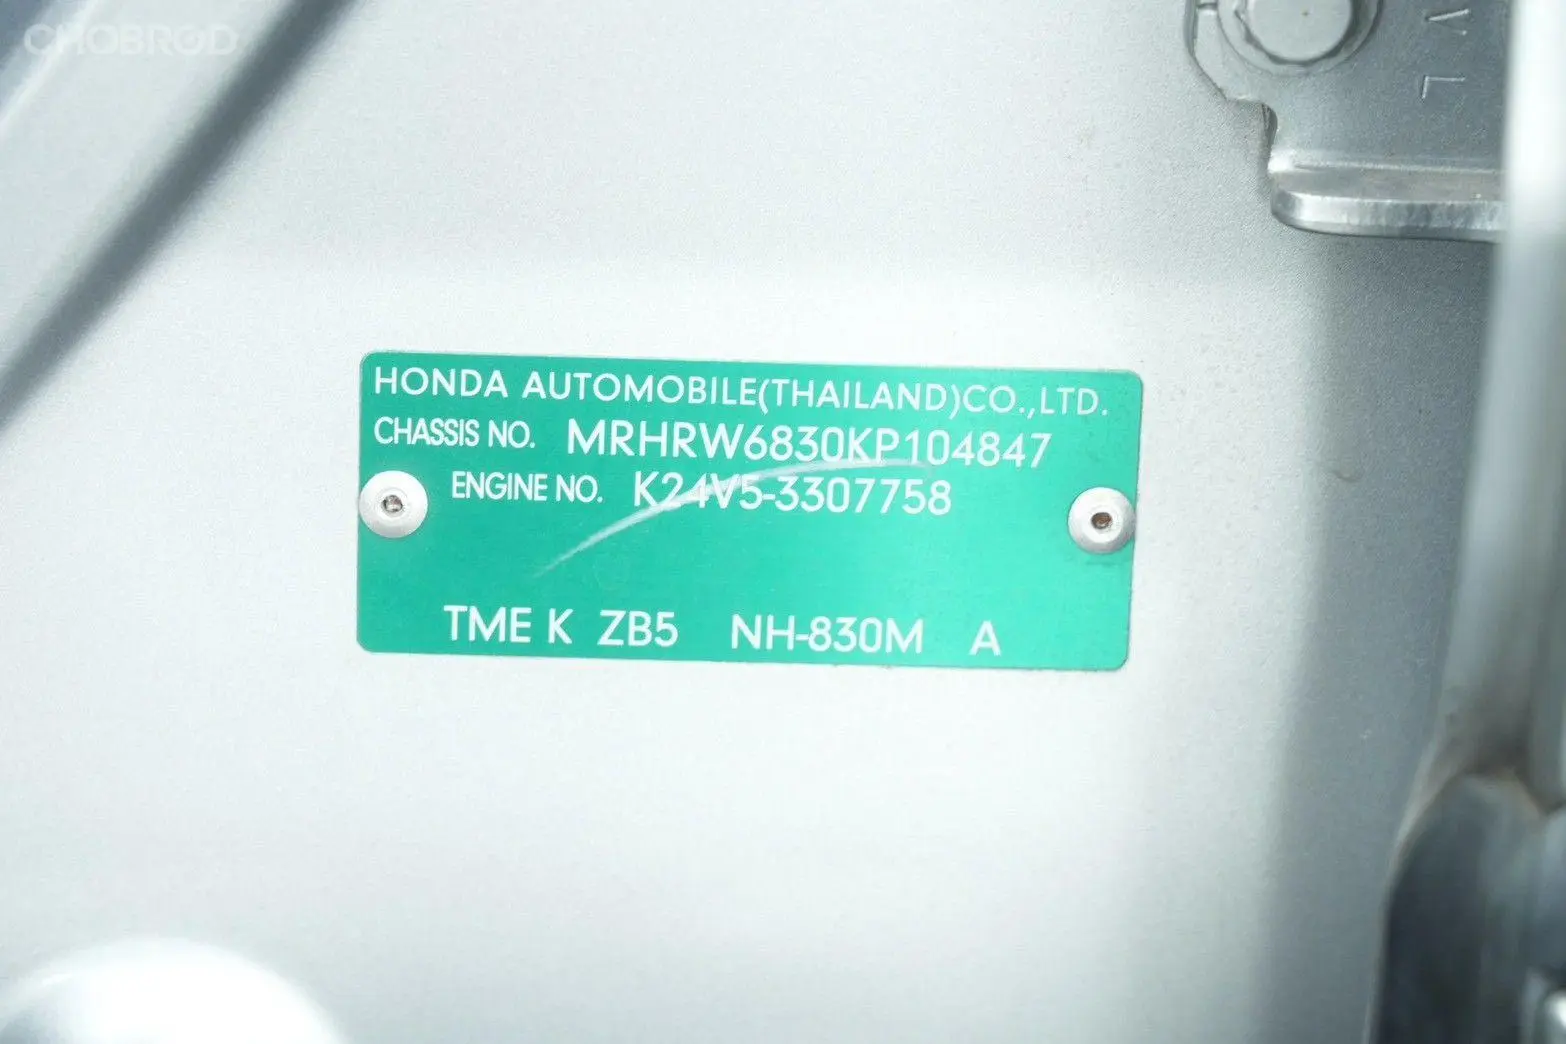 CHOBROD
V L
HONDA AUTOMOBILE(THAILAND)CO.,LTD.
CHASSIS NO. MRHRW6830KP104847
ENGINE NO. K24V5-3307758
TME K ZB5 NH-830M A